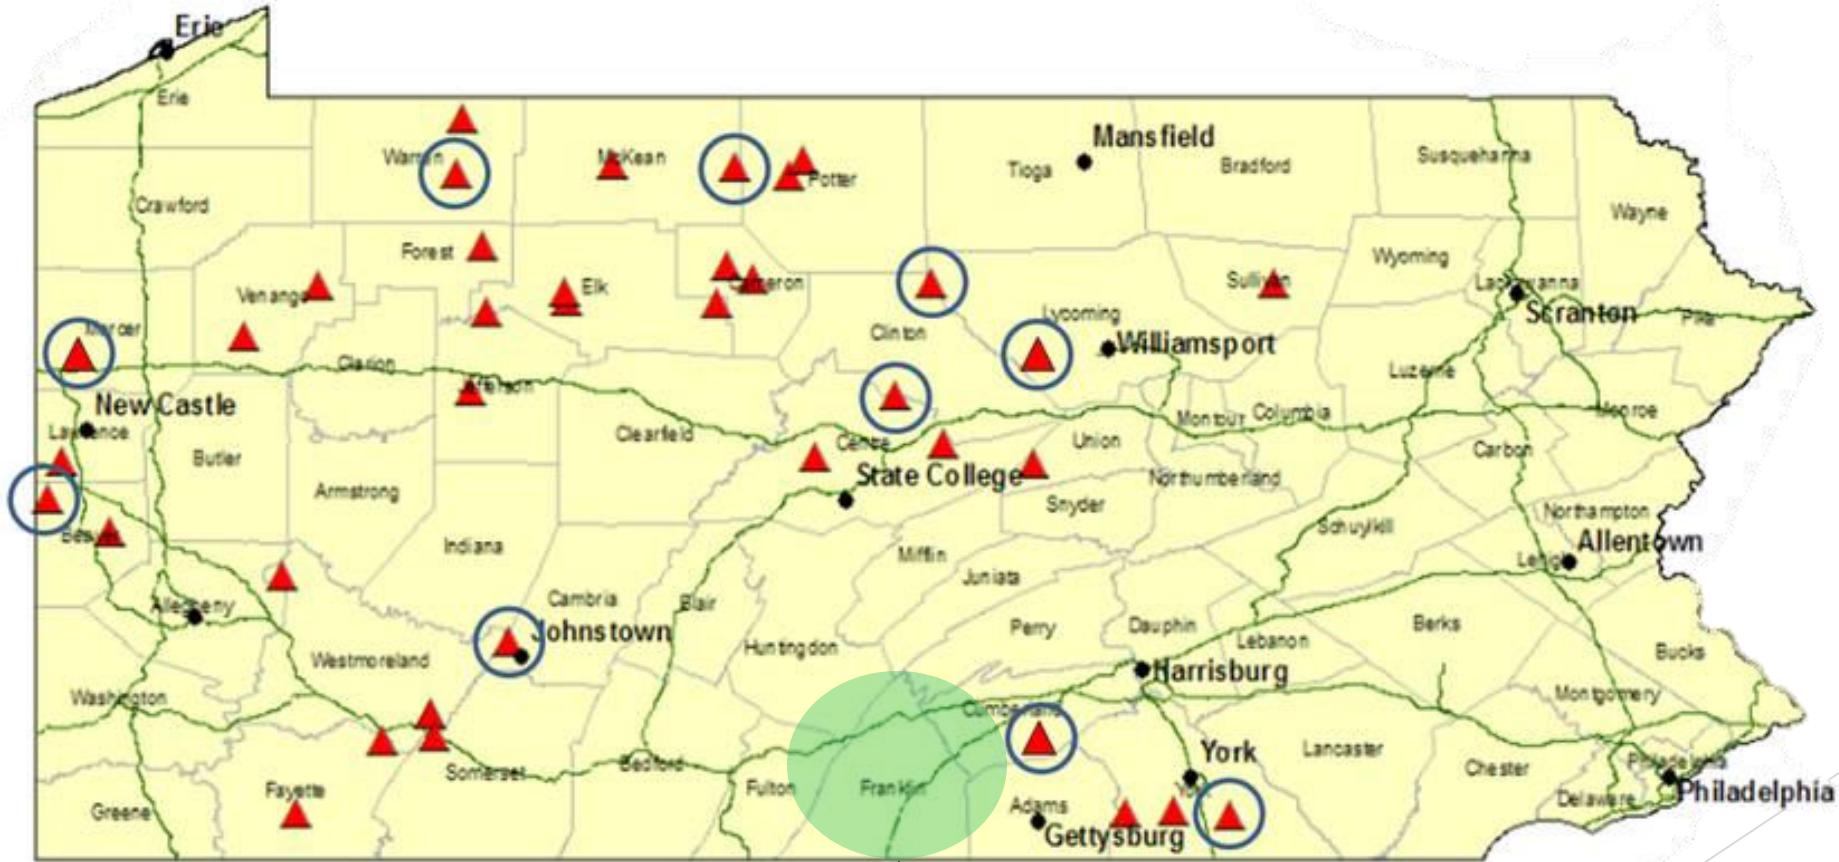 Erie
Erie
Mansfield
Warren
McKean
Potter
Tioga
Bradford
Susquehanna
Wayne
Crawford
Forest
Wyoming
Venango
Elk
Cameron
Sullivan
Lackawanna
Scranton
Pike
Mercer
Clinton
Lycoming
Williamsport
Clarion
Jefferson
Luzerne
New Castle
Lawrence
Clearfield
Centre
Union
Montour
Columbia
Monroe
Butler
State College
Northumberland
Carbon
Armstrong
Snyder
Northampton
Beaver
Indiana
Mifflin
Schuylkill
Allentown
Lehigh
Juniata
Allegheny
Cambria
Blair
Perry
Dauphin
Lebanon
Berks
Johnstown
Huntingdon
Westmoreland
Harrisburg
Bucks
Washington
Cumberland
Montgomery
York
Lancaster
Somerset
Bedford
Chester
Philadelphia
Fayette
Fulton
Franklin
York
Philadelphia
Greene
Adams
Delaware
Gettysburg